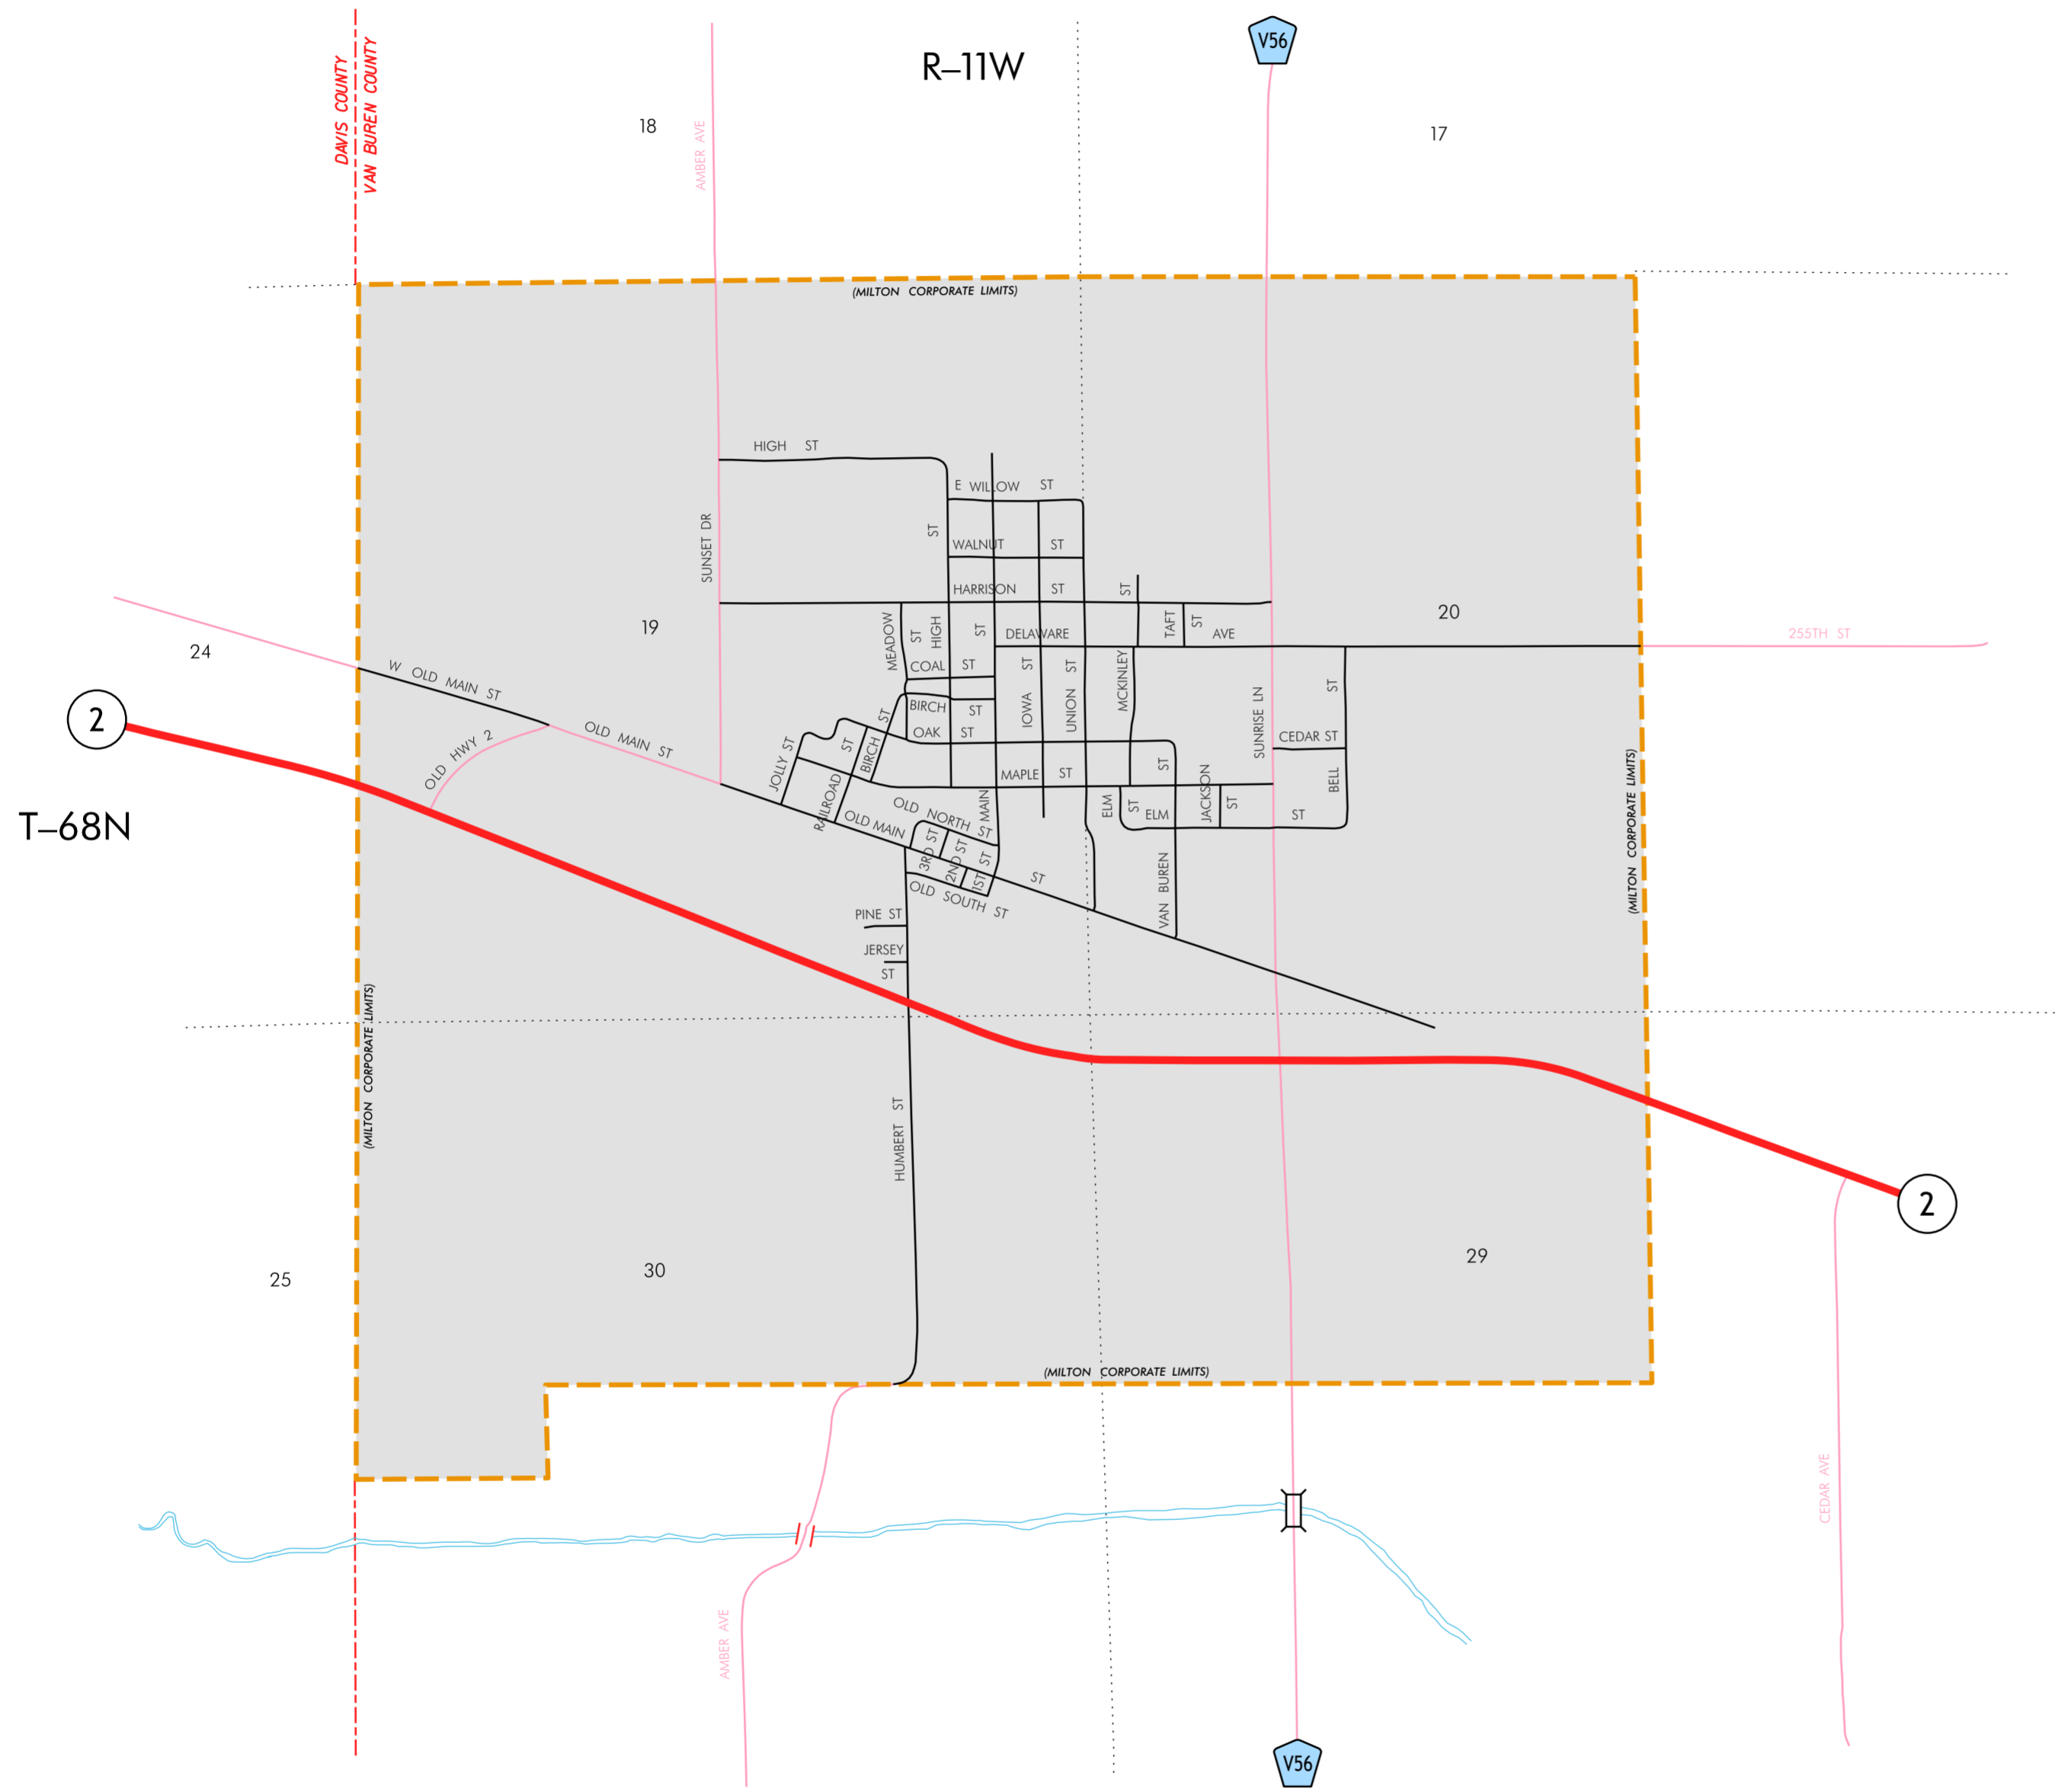 V56
R–11W
DAVIS COUNTY
VAN BUREN COUNTY
18
AMBER AVE
17
(MILTON CORPORATE LIMITS)
HIGH ST
E WILLOW ST
SUNSET DR
ST
WALNUT ST
HARRISON ST
ST
19
MEADOW ST
HIGH
ST
DELAWARE AVE
TAFT ST
20
255TH ST
24
W OLD MAIN ST
COAL ST
IOWA ST
UNION ST
MCKINLEY
SUNRISE LN
BELL ST
2
OLD HWY 2
OLD MAIN ST
BIRCH ST
BIRCH ST
OAK ST
JOLLY ST
RAILROAD ST
CEDAR ST
MAPLE ST
VAN BUREN ST
JACKSON ST
MAIN ST
ELM ST
ELM ST
(MILTON CORPORATE LIMITS)
T–68N
OLD NORTH ST
OLD MAIN ST
3RD ST
2ND ST
1ST
OLD SOUTH ST
PINE ST
JERSEY ST
(MILTON CORPORATE LIMITS)
HUMBERT ST
2
25
30
29
(MILTON CORPORATE LIMITS)
CEDAR AVE
AMBER AVE
V56